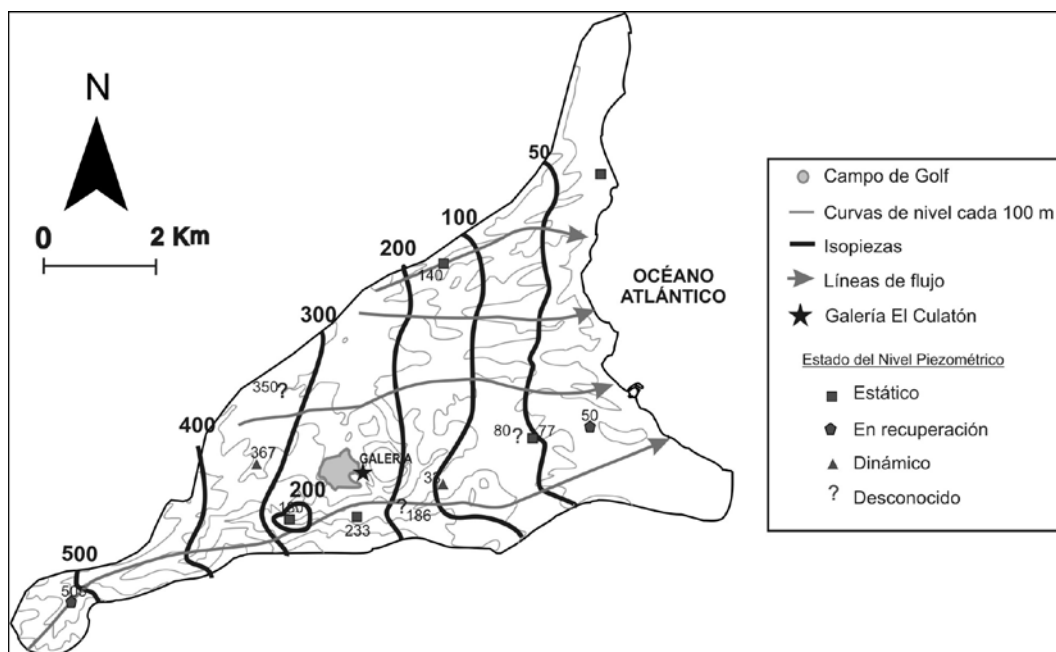 N
0
2 Km
50
100
200
300
400
500
140
350
?
367
GALERÍA
200
180
233
?
186
80
?
77
50
OCÉANO
ATLÁNTICO
Campo de Golf
Curvas de nivel cada 100 m
Isopiezas
Líneas de flujo
Galería El Culatón
Estado del Nivel Piezométrico
Estático
En recuperación
Dinámico
? Desconocido